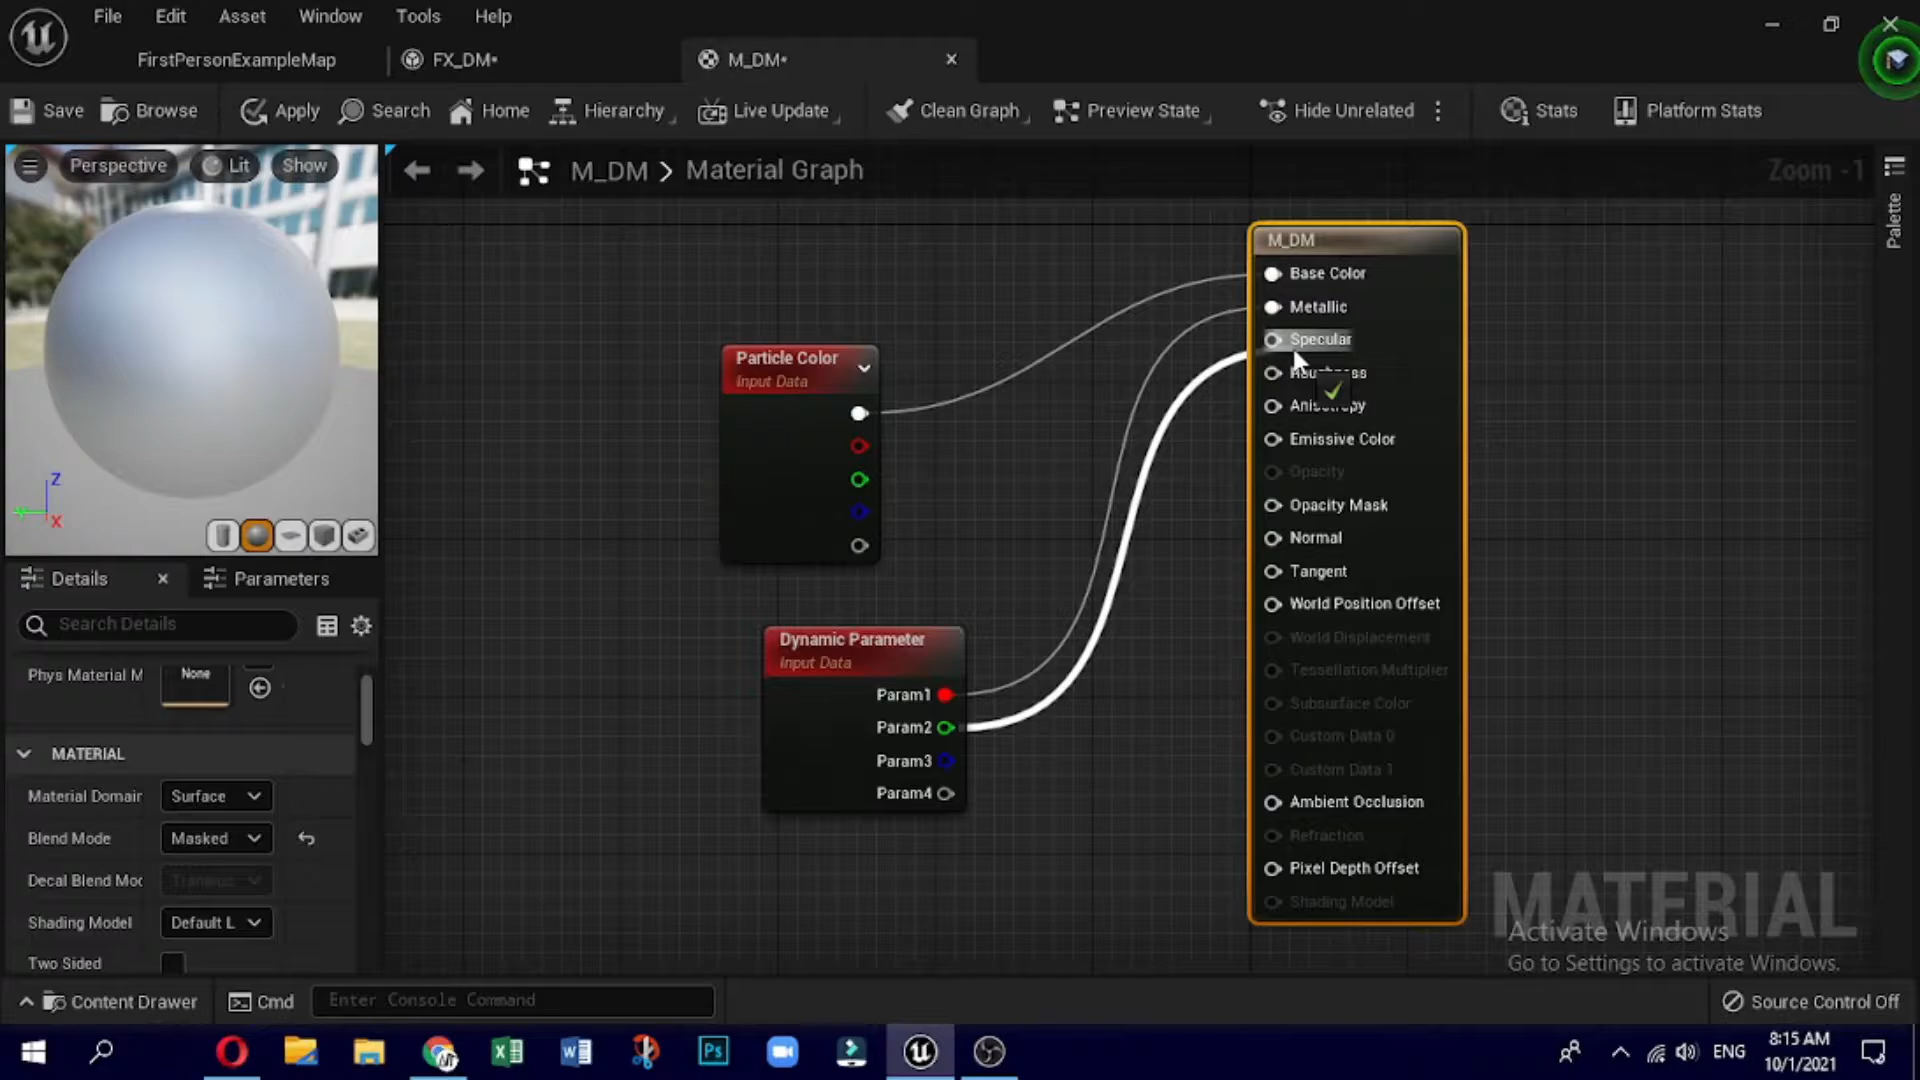 File Edit Asset Window Tools Help
FirstPersonExampleMap FX_DM• M_DM•
Save Browse Apply Search Home Hierarchy Live Update Clean Graph Preview State Hide Unrelated Stats Platform Stats
Perspective Lit Show
M_DM > Material Graph
Zoom -1
Palette
Z
X
Particle Color
Input Data
Dynamic Parameter
Input Data
Param1
Param2
Param3
Param4
M_DM
Base Color
Metallic
Specular
Roughness
Anisotropy
Emissive Color
Opacity
Opacity Mask
Normal
Tangent
World Position Offset
World Displacement
Tessellation Multiplier
Subsurface Color
Custom Data 0
Custom Data 1
Ambient Occlusion
Refraction
Pixel Depth Offset
Shading Model
Details Parameters
Search Details
Phys Material M None
MATERIAL
Material Domair Surface
Blend Mode Masked
Decal Blend Moc
Shading Model Default L
Two Sided
MATERIAL
Activate Windows
Go to Settings to activate Windows.
Content Drawer Cmd Enter Console Command Source Control Off
Ps
ENG
8:15 AM
10/1/2021